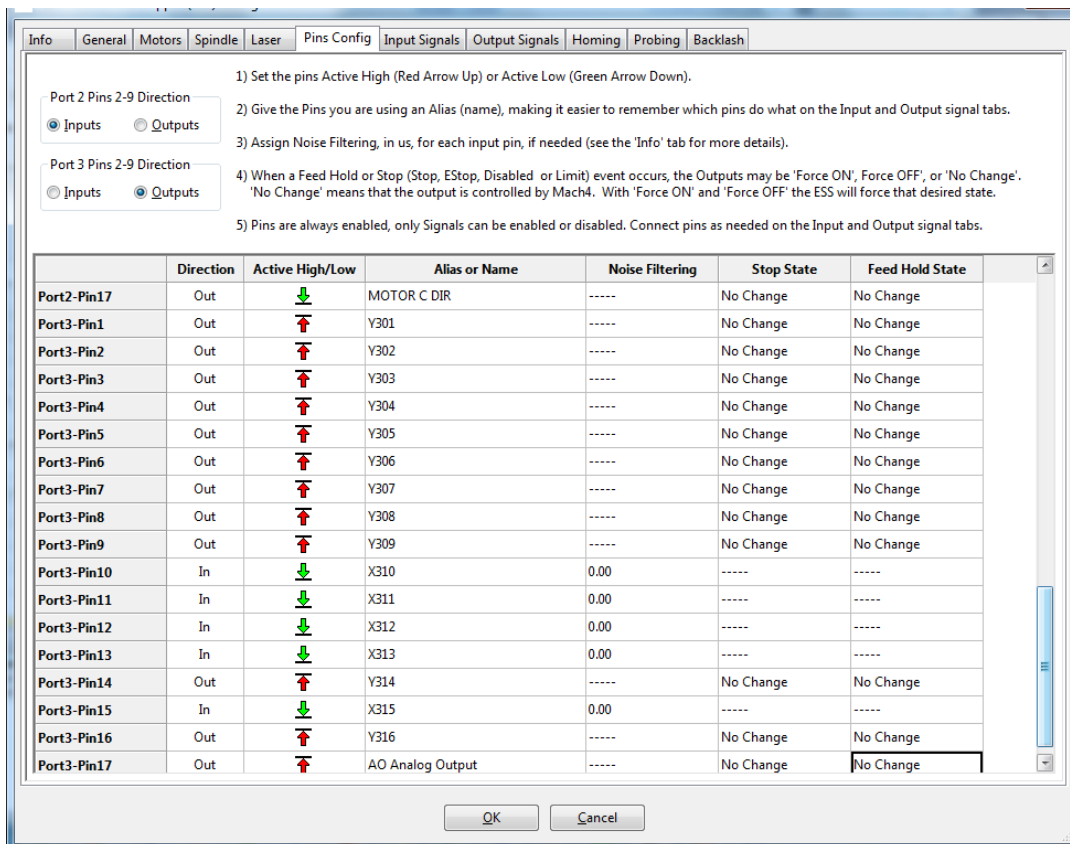 Info General Motors Spindle Laser Pins Config Input Signals Output Signals Homing Probing Backlash
1) Set the pins Active High (Red Arrow Up) or Active Low (Green Arrow Down).
Port 2 Pins 2-9 Direction
Inputs Outputs
2) Give the Pins you are using an Alias (name), making it easier to remember which pins do what on the Input and Output signal tabs.
3) Assign Noise Filtering, in us, for each input pin, if needed (see the 'Info' tab for more details).
Port 3 Pins 2-9 Direction
Inputs Outputs
4) When a Feed Hold or Stop (Stop, EStop, Disabled or Limit) event occurs, the Outputs may be 'Force ON', Force OFF', or 'No Change'.
'No Change' means that the output is controlled by Mach4. With 'Force ON' and 'Force OFF' the ESS will force that desired state.
5) Pins are always enabled, only Signals can be enabled or disabled. Connect pins as needed on the Input and Output signal tabs.
Direction Active High/Low Alias or Name Noise Filtering Stop State Feed Hold State
Port2-Pin17 Out MOTOR C DIR ----- No Change No Change
Port3-Pin1 Out Y301 ----- No Change No Change
Port3-Pin2 Out Y302 ----- No Change No Change
Port3-Pin3 Out Y303 ----- No Change No Change
Port3-Pin4 Out Y304 ----- No Change No Change
Port3-Pin5 Out Y305 ----- No Change No Change
Port3-Pin6 Out Y306 ----- No Change No Change
Port3-Pin7 Out Y307 ----- No Change No Change
Port3-Pin8 Out Y308 ----- No Change No Change
Port3-Pin9 Out Y309 ----- No Change No Change
Port3-Pin10 In X310 0.00 ----- -----
Port3-Pin11 In X311 0.00 ----- -----
Port3-Pin12 In X312 0.00 ----- -----
Port3-Pin13 In X313 0.00 ----- -----
Port3-Pin14 Out Y314 ----- No Change No Change
Port3-Pin15 In X315 0.00 ----- -----
Port3-Pin16 Out Y316 ----- No Change No Change
Port3-Pin17 Out AO Analog Output ----- No Change No Change
OK Cancel